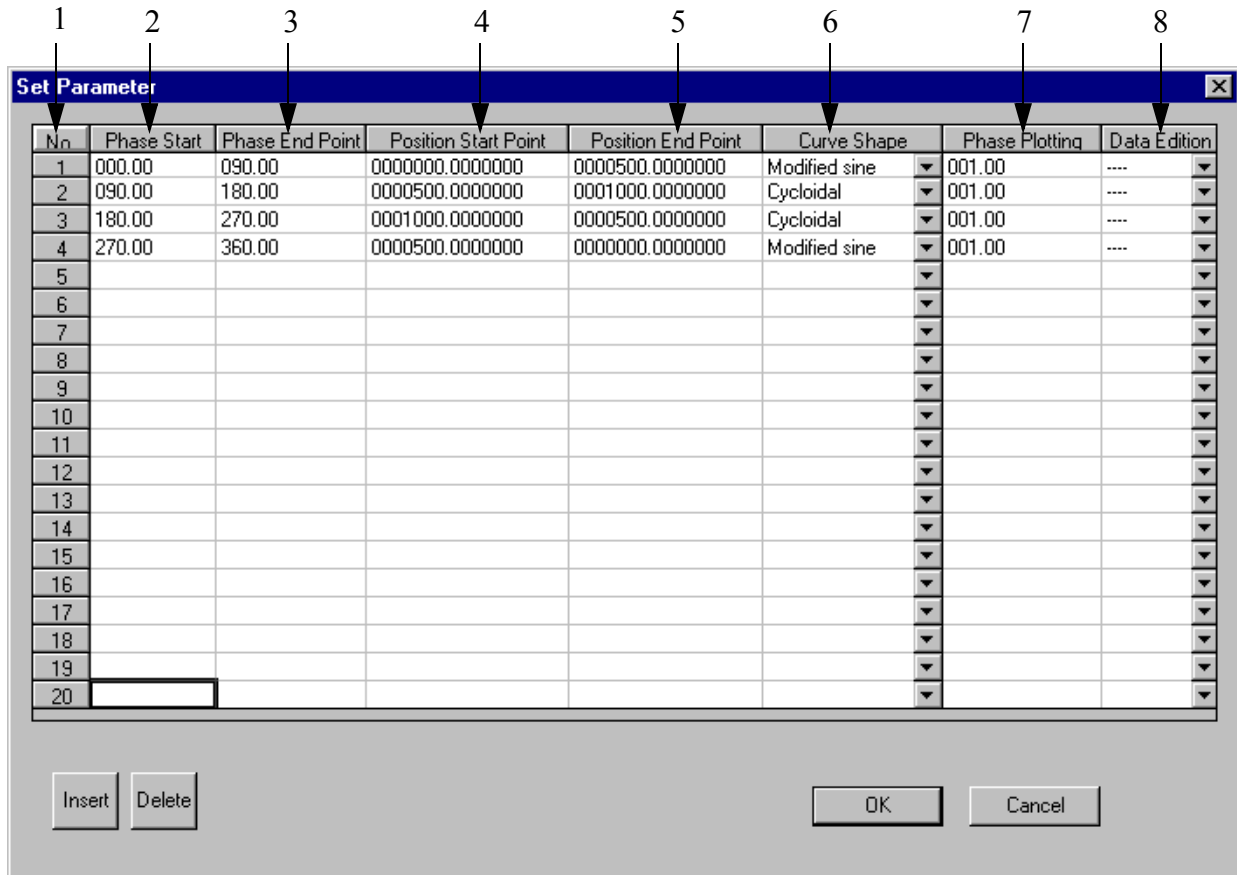 1 2 3 4 5 6 7 8
Set Parameter
No. Phase Start Phase End Point Position Start Point Position End Point Curve Shape Phase Plotting Data Edition
1 000.00 090.00 0000000.0000000 0000500.0000000 Modified sine 001.00 ----
2 090.00 180.00 0000500.0000000 0001000.0000000 Cycloidal 001.00 ----
3 180.00 270.00 0001000.0000000 0000500.0000000 Cycloidal 001.00 ----
4 270.00 360.00 0000500.0000000 0000000.0000000 Modified sine 001.00 ----
5
6
7
8
9
10
11
12
13
14
15
16
17
18
19
20
Insert Delete OK Cancel